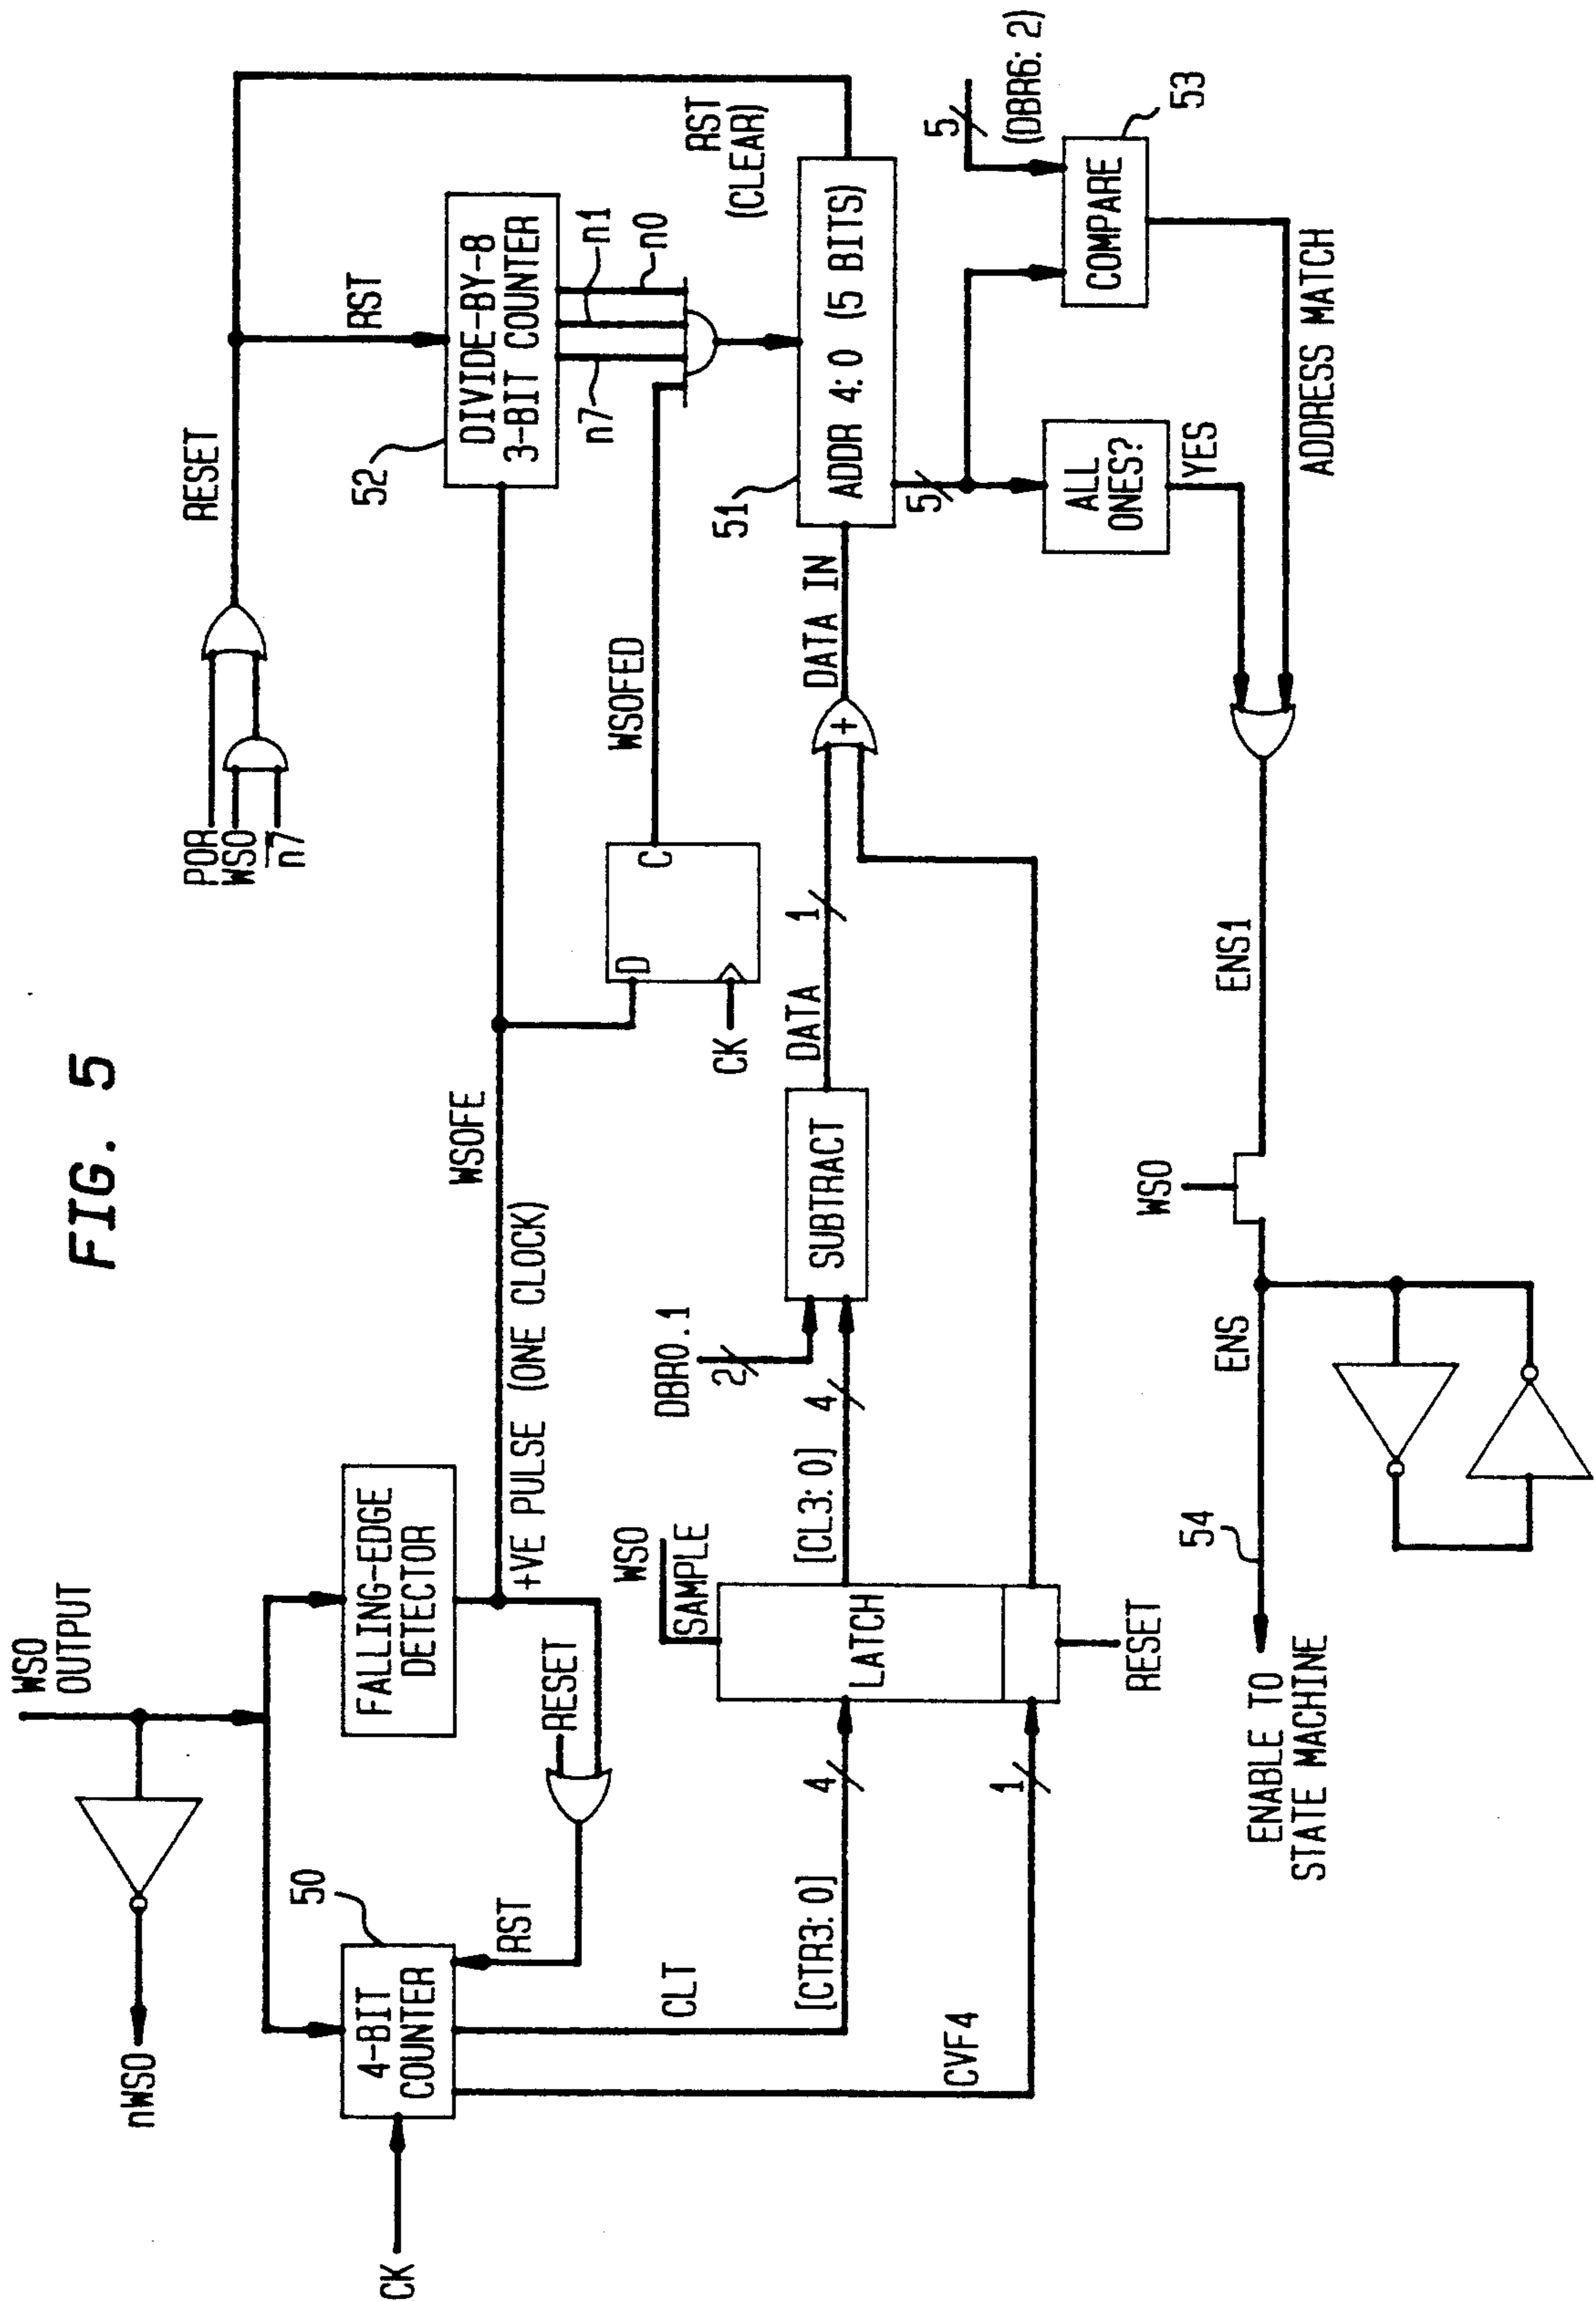 FIG. 5
WSO
OUTPUT
nWSO
CK
50
4-BIT
COUNTER
FALLING-EDGE
DETECTOR
+VE PULSE (ONE CLOCK)
WSOFE
RESET
RST
CLT
[CTR3: 0]
4
CVF4
1
WSO
SAMPLE
LATCH
RESET
[CL3: 0]
4
DBR0.1
2
SUBTRACT
DATA
1
+
DATA IN
D
C
CK
WSOFED
POR
WSO
n7
RESET
RST
52
DIVIDE-BY-8
3-BIT COUNTER
n7
n1
n0
RST
(CLEAR)
51
ADDR 4: 0 (5 BITS)
5
5
(DBR6: 2)
ALL
ONES?
YES
COMPARE
53
ADDRESS MATCH
ENS1
WSO
ENS
54
ENABLE TO
STATE MACHINE